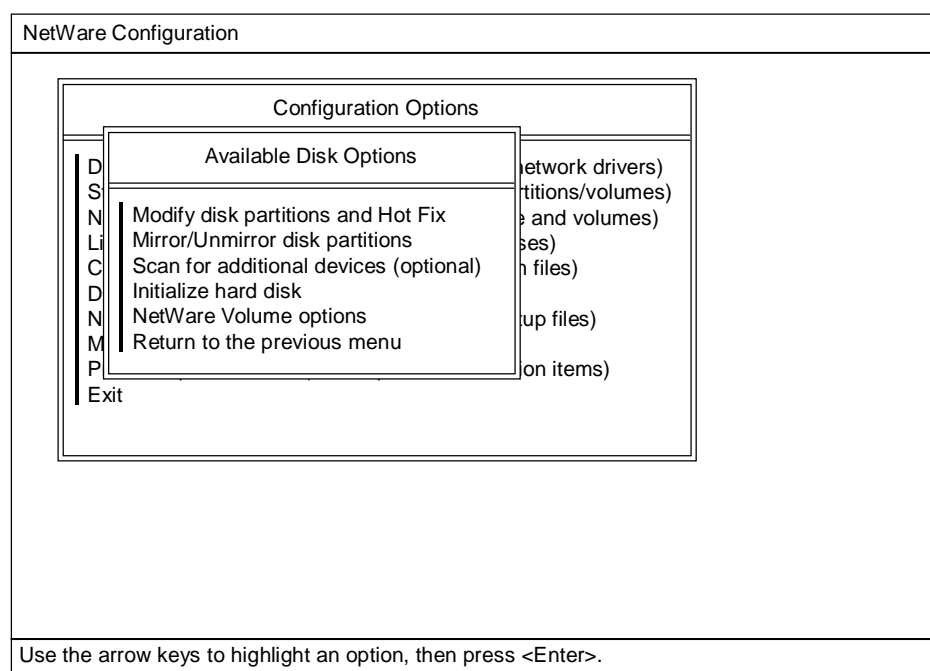 NetWare Configuration
Configuration Options
Available Disk Options
network drivers)
rtitions/volumes)
e and volumes)
ses)
n files)
tup files)
ion items)
Modify disk partitions and Hot Fix
Mirror/Unmirror disk partitions
Scan for additional devices (optional)
Initialize hard disk
NetWare Volume options
Return to the previous menu
D
S
N
Li
C
D
N
M
P
Exit
Use the arrow keys to highlight an option, then press <Enter>.